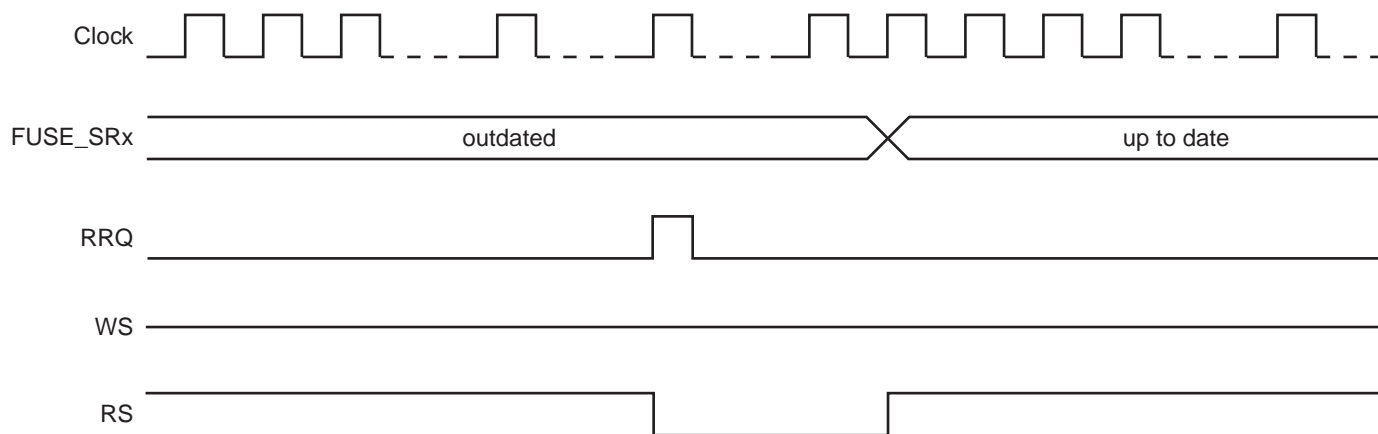 Clock
FUSE_SRx
outdated
up to date
RRQ
WS
RS